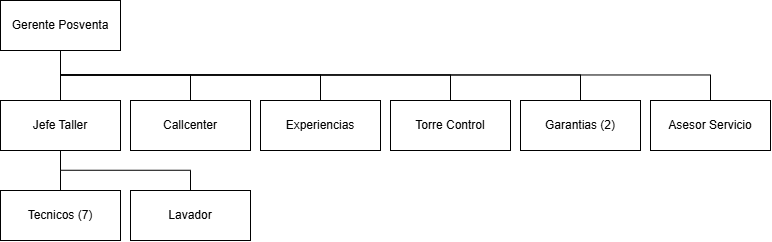 Gerente Posventa
Jefe Taller
Callcenter
Experiencias
Torre Control
Garantias (2)
Asesor Servicio
Tecnicos (7)
Lavador